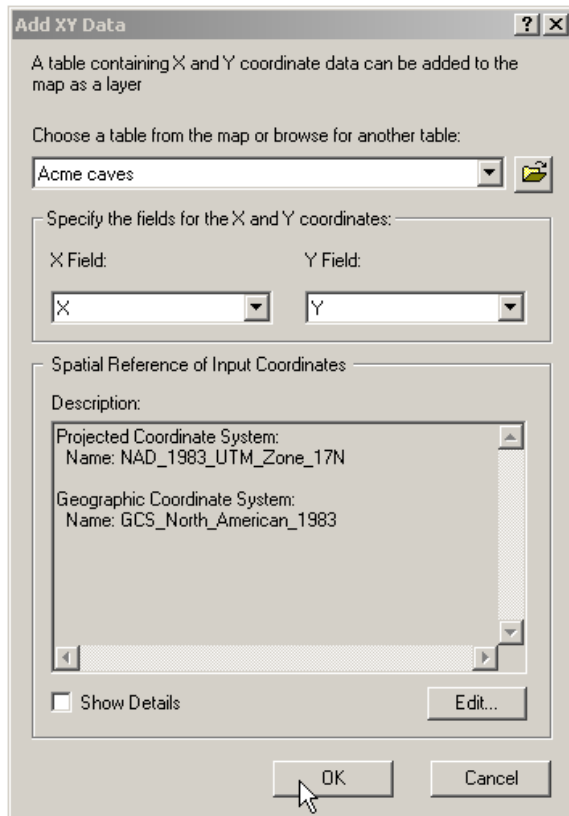 Add XY Data
A table containing X and Y coordinate data can be added to the
map as a layer
Choose a table from the map or browse for another table:
Acme caves
Specify the fields for the X and Y coordinates:
X Field:
Y Field:
X
Y
Spatial Reference of Input Coordinates
Description:
Projected Coordinate System:
Name: NAD_1983_UTM_Zone_17N
Geographic Coordinate System:
Name: GCS_North_American_1983
Show Details
Edit...
OK
Cancel